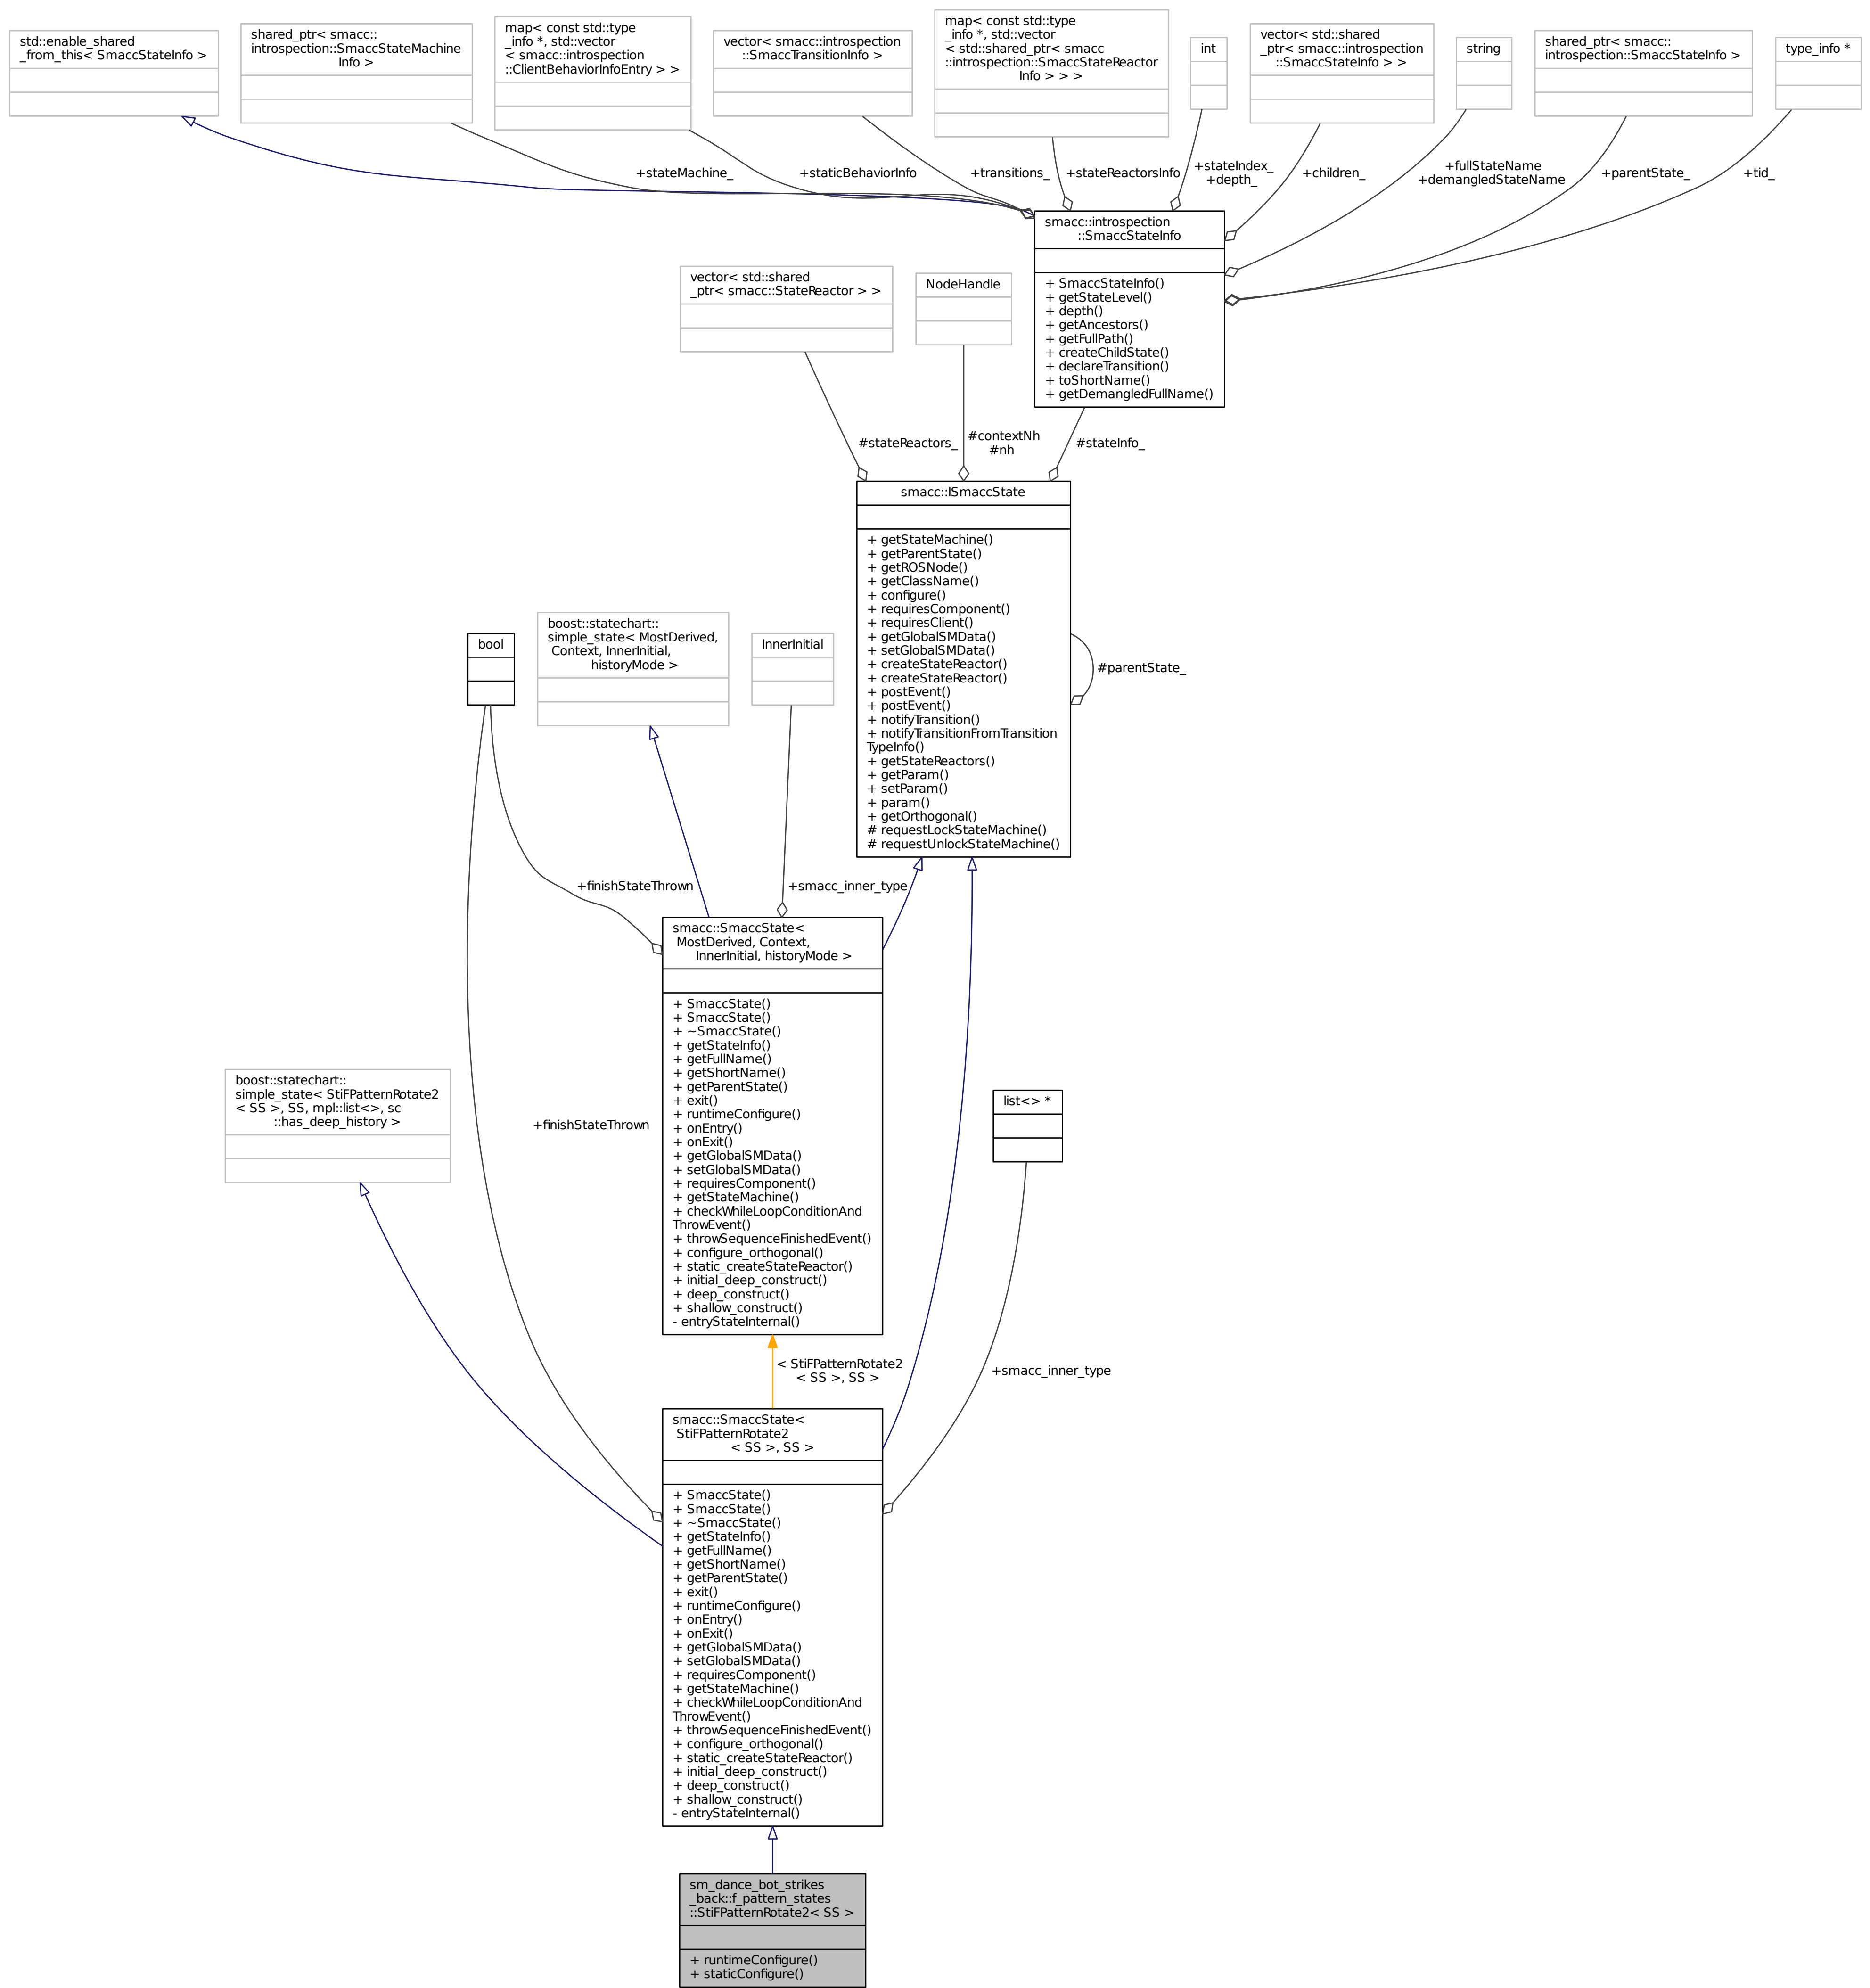 std::enable_shared
_from_this< SmaccStateInfo >
shared_ptr< smacc::
introspection::SmaccStateMachine
Info >
map< const std::type
_info *, std::vector
< smacc::introspection
::ClientBehaviorInfoEntry > >
vector< smacc::introspection
::SmaccTransitionInfo >
map< const std::type
_info *, std::vector
< std::shared_ptr< smacc
::introspection::SmaccStateReactor
Info > > >
int
vector< std::shared
_ptr< smacc::introspection
::SmaccStateInfo > >
string
shared_ptr< smacc::
introspection::SmaccStateInfo >
type_info *
+stateMachine_
+staticBehaviorInfo
+transitions_
+stateReactorsInfo
+stateIndex_
+depth_
+children_
+fullStateName
+demangledStateName
+parentState_
+tid_
smacc::introspection
::SmaccStateInfo
+ SmaccStateInfo()
+ getStateLevel()
+ depth()
+ getAncestors()
+ getFullPath()
+ createChildState()
+ declareTransition()
+ toShortName()
+ getDemangledFullName()
vector< std::shared
_ptr< smacc::StateReactor > >
NodeHandle
#stateReactors_
#contextNh
#nh
#stateInfo_
smacc::ISmaccState
+ getStateMachine()
+ getParentState()
+ getROSNode()
+ getClassName()
+ configure()
+ requiresComponent()
+ requiresClient()
+ getGlobalSMData()
+ setGlobalSMData()
+ createStateReactor()
+ createStateReactor()
+ postEvent()
+ postEvent()
+ notifyTransition()
+ notifyTransitionFromTransition
TypeInfo()
+ getStateReactors()
+ getParam()
+ setParam()
+ param()
+ getOrthogonal()
# requestLockStateMachine()
# requestUnlockStateMachine()
#parentState_
bool
boost::statechart::
simple_state< MostDerived,
Context, InnerInitial,
historyMode >
InnerInitial
+finishStateThrown
+smacc_inner_type
smacc::SmaccState<
MostDerived, Context,
InnerInitial, historyMode >
+ SmaccState()
+ SmaccState()
+ ~SmaccState()
+ getStateInfo()
+ getFullName()
+ getShortName()
+ getParentState()
+ exit()
+ runtimeConfigure()
+ onEntry()
+ onExit()
+ getGlobalSMData()
+ setGlobalSMData()
+ requiresComponent()
+ getStateMachine()
+ checkWhileLoopConditionAnd
ThrowEvent()
+ throwSequenceFinishedEvent()
+ configure_orthogonal()
+ static_createStateReactor()
+ initial_deep_construct()
+ deep_construct()
+ shallow_construct()
- entryStateInternal()
boost::statechart::
simple_state< StiFPatternRotate2
< SS >, SS, mpl::list<>, sc
::has_deep_history >
+finishStateThrown
list<> *
< StiFPatternRotate2
< SS >, SS >
+smacc_inner_type
smacc::SmaccState<
StiFPatternRotate2
< SS >, SS >
+ SmaccState()
+ SmaccState()
+ ~SmaccState()
+ getStateInfo()
+ getFullName()
+ getShortName()
+ getParentState()
+ exit()
+ runtimeConfigure()
+ onEntry()
+ onExit()
+ getGlobalSMData()
+ setGlobalSMData()
+ requiresComponent()
+ getStateMachine()
+ checkWhileLoopConditionAnd
ThrowEvent()
+ throwSequenceFinishedEvent()
+ configure_orthogonal()
+ static_createStateReactor()
+ initial_deep_construct()
+ deep_construct()
+ shallow_construct()
- entryStateInternal()
sm_dance_bot_strikes
_back::f_pattern_states
::StiFPatternRotate2< SS >
+ runtimeConfigure()
+ staticConfigure()